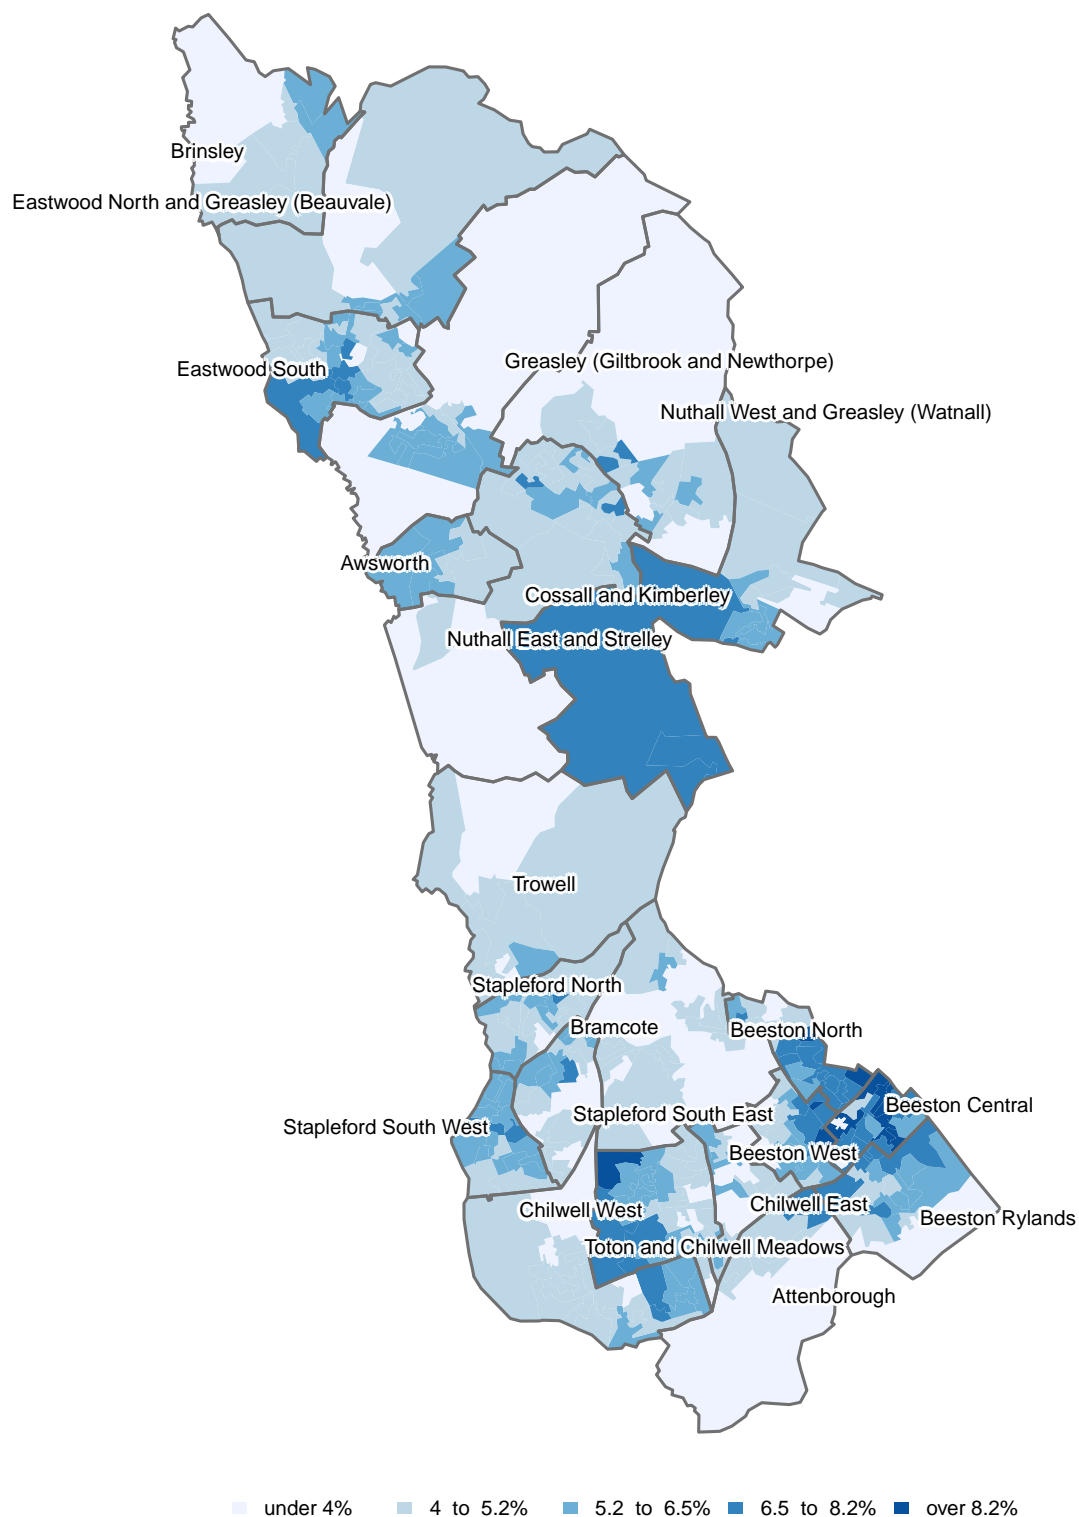 Brinsley
Eastwood North and Greasley (Beauvale)
Greasley (Giltbrook and Newthorpe)
Eastwood South
Nuthall West and Greasley (Watnall)
Awsworth
Cossall and Kimberley
Nuthall East and Strelley
Trowell
Stapleford North
Bramcote
Beeston North
Beeston Central
Stapleford South East
Stapleford South West
Beeston West
Chilwell East
Chilwell West
Beeston Rylands
Toton and Chilwell Meadows
Attenborough
under 4% 4 to 5.2% 5.2 to 6.5% 6.5 to 8.2% over 8.2%